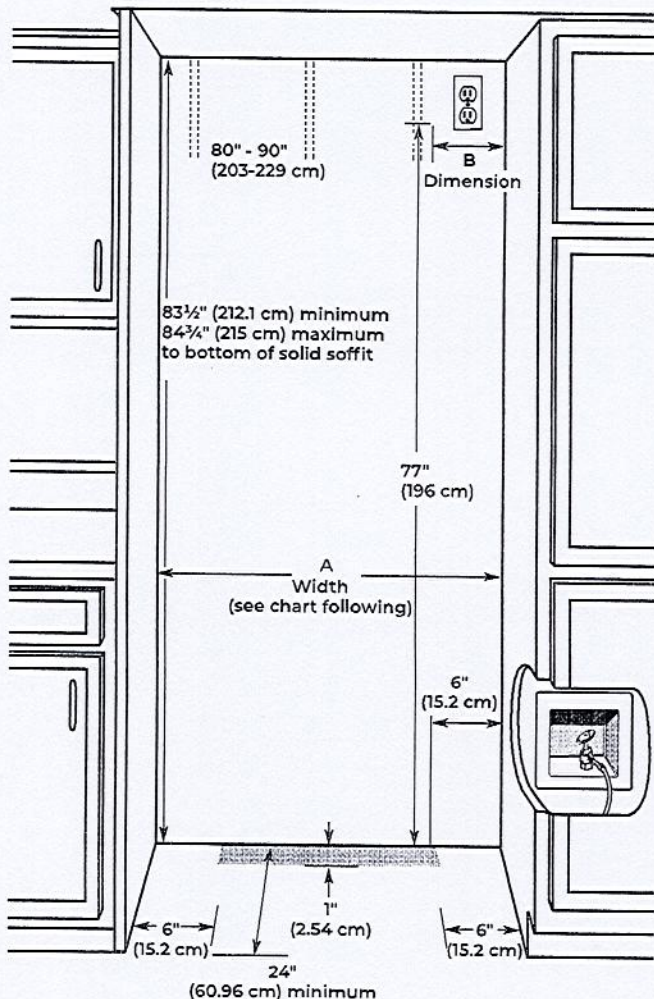 80" - 90"
(203-229 cm)
B
Dimension
83½" (212.1 cm) minimum
84¾" (215 cm) maximum
to bottom of solid soffit
77"
(196 cm)
A
Width
(see chart following)
6"
(15.2 cm)
1"
(2.54 cm)
6"
(15.2 cm)
6"
(15.2 cm)
24"
(60.96 cm) minimum